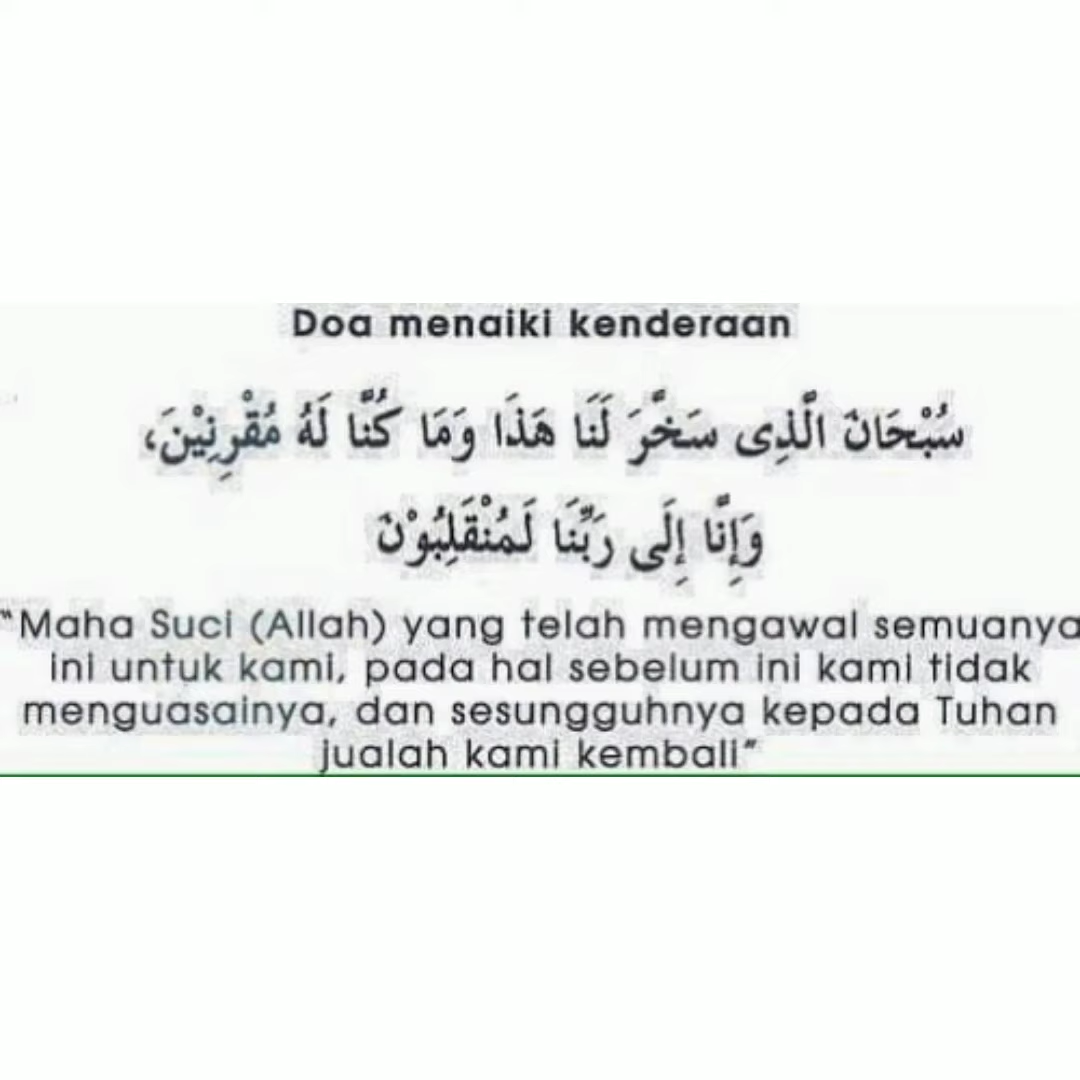 Doa menaiki kenderaan
سُبْحَانَ الَّذِى سَخَّرَ لَنَا هَذَا وَمَا كُنَّا لَهُ مُقْرِنِيْنَ،
وَإِنَّا إِلَى رَبِّنَا لَمُنْقَلِبُوْنَ
"Maha Suci (Allah) yang telah mengawal semuanya
ini untuk kami, pada hal sebelum ini kami tidak
menguasainya, dan sesungguhnya kepada Tuhan
jualah kami kembali"